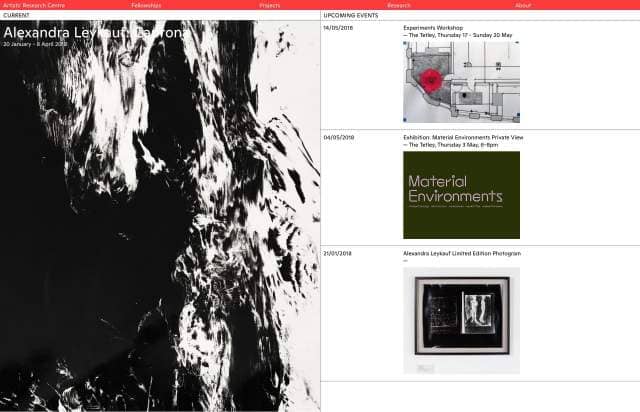 Artists' Research Centre
Fellowships
Projects
Research
About
CURRENT
Alexandra Leykauf: Caprona
20 January - 8 April 2018
UPCOMING EVENTS
14/05/2018
Experiments Workshop
— The Tetley, Thursday 17 - Sunday 20 May
04/05/2018
Exhibition: Material Environments Private View
— The Tetley, Thursday 3 May, 6-8pm
Material
Environments
21/01/2018
Alexandra Leykauf Limited Edition Photogram
—